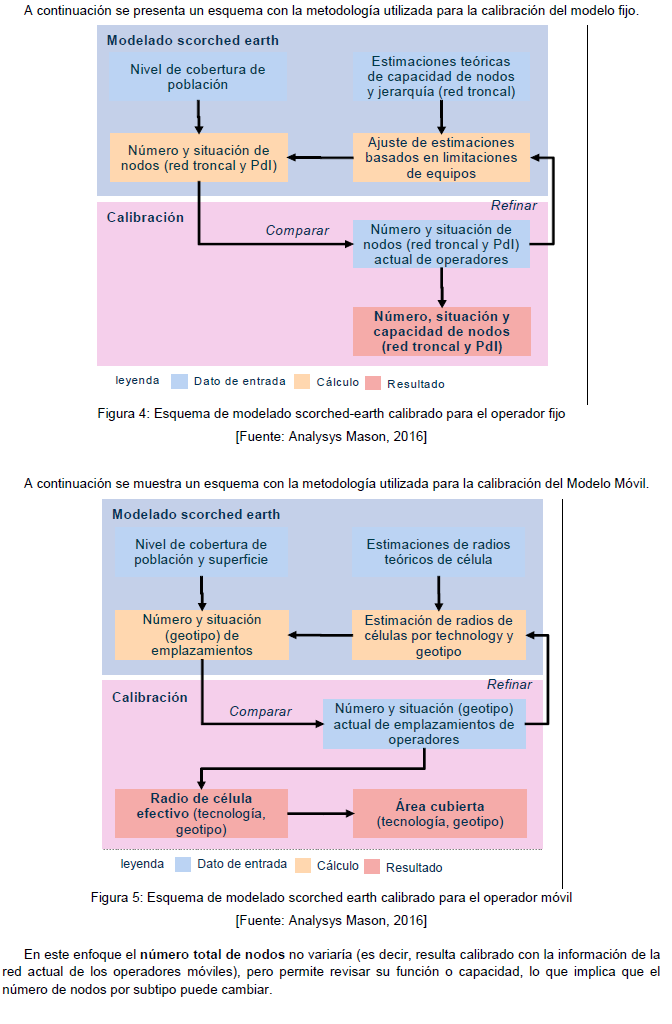 A continuación se presenta un esquema con la metodología utilizada para la calibración del modelo fijo.
Modelado scorched earth
Nivel de cobertura de
población
Estimaciones teóricas
de capacidad de nodos
y jerarquía (red troncal)
Número y situación de
nodos (red troncal y PdI)
Ajuste de estimaciones
basados en limitaciones
de equipos
Refinar
Calibración
Comparar
Número y situación de
nodos (red troncal y PdI)
actual de operadores
Número, situación y
capacidad de nodos
(red troncal y PdI)
leyenda
Dato de entrada
Cálculo
Resultado
Figura 4: Esquema de modelado scorched-earth calibrado para el operador fijo
[Fuente: Analysys Mason, 2016]
A continuación se muestra un esquema con la metodología utilizada para la calibración del Modelo Móvil.
Modelado scorched earth
Nivel de cobertura de
población y superficie
Estimaciones de radios
teóricos de célula
Número y situación
(geotipo) de
emplazamientos
Estimación de radios de
células por technology y
geotipo
Refinar
Calibración
Comparar
Número y situación (geotipo)
actual de emplazamientos de
operadores
Radio de célula
efectivo (tecnología,
geotipo)
Área cubierta
(tecnología, geotipo)
leyenda
Dato de entrada
Cálculo
Resultado
Figura 5: Esquema de modelado scorched earth calibrado para el operador móvil
[Fuente: Analysys Mason, 2016]
En este enfoque el número total de nodos no variaría (es decir, resulta calibrado con la información de la
red actual de los operadores móviles), pero permite revisar su función o capacidad, lo que implica que el
número de nodos por subtipo puede cambiar.